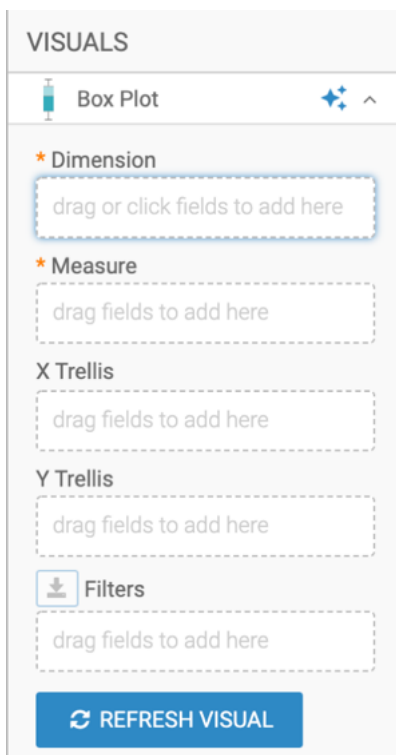 VISUALS
Box Plot
* Dimension
drag or click fields to add here
* Measure
drag fields to add here
X Trellis
drag fields to add here
Y Trellis
drag fields to add here
Filters
drag fields to add here
REFRESH VISUAL